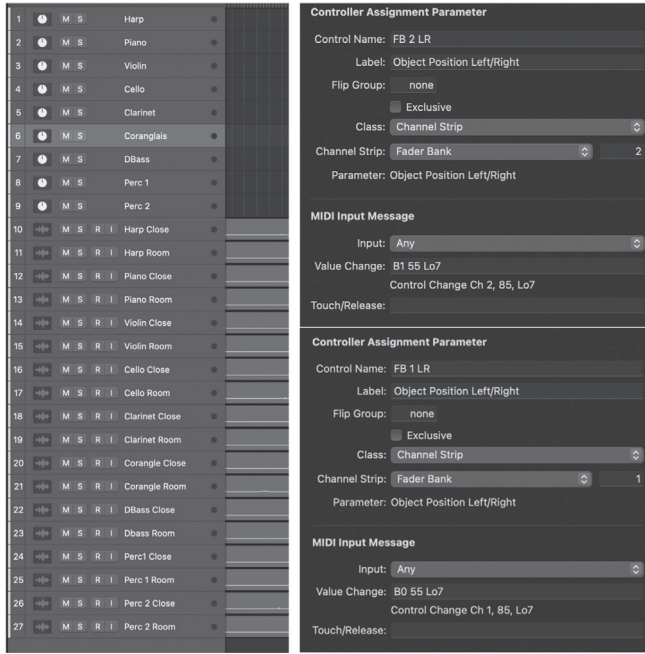 1 M S Harp
2 M S Piano
3 M S Violin
4 M S Cello
5 M S Clarinet
6 M S Coranglais
7 M S DBass
8 M S Perc 1
9 M S Perc 2
10 M S R I Harp Close
11 M S R I Harp Room
12 M S R I Piano Close
13 M S R I Piano Room
14 M S R I Violin Close
15 M S R I Violin Room
16 M S R I Cello Close
17 M S R I Cello Room
18 M S R I Clarinet Close
19 M S R I Clarinet Room
20 M S R I Corangle Close
21 M S R I Corangle Room
22 M S R I DBass Close
23 M S R I Dbass Room
24 M S R I Perc1 Close
25 M S R I Perc 1 Room
26 M S R I Perc 2 Close
27 M S R I Perc 2 Room
Controller Assignment Parameter
Control Name: FB 2 LR
Label: Object Position Left/Right
Flip Group: none
Exclusive
Class: Channel Strip
Channel Strip: Fader Bank 2
Parameter: Object Position Left/Right
MIDI Input Message
Input: Any
Value Change: B1 55 Lo7
Control Change Ch 2, 85, Lo7
Touch/Release:
Controller Assignment Parameter
Control Name: FB 1 LR
Label: Object Position Left/Right
Flip Group: none
Exclusive
Class: Channel Strip
Channel Strip: Fader Bank 1
Parameter: Object Position Left/Right
MIDI Input Message
Input: Any
Value Change: B0 55 Lo7
Control Change Ch 1, 85, Lo7
Touch/Release: